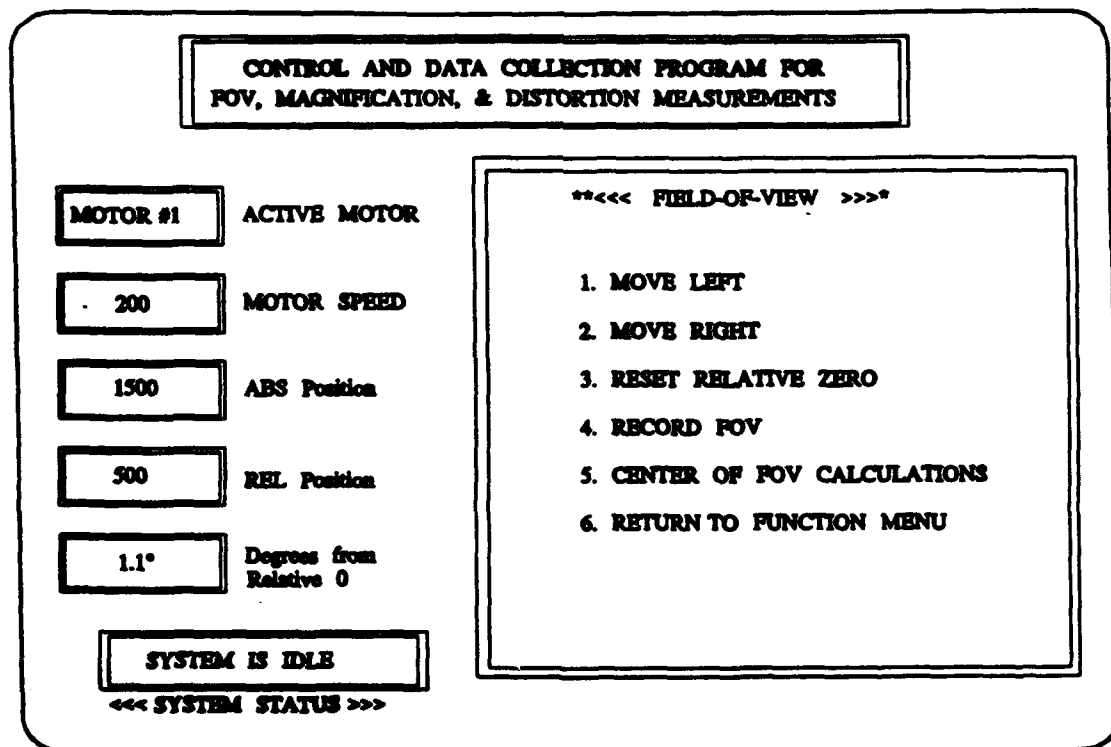 CONTROL AND DATA COLLECTION PROGRAM FOR
FOV, MAGNIFICATION, & DISTORTION MEASUREMENTS
MOTOR #1 ACTIVE MOTOR
200 MOTOR SPEED
1500 ABS Position
500 REL Position
1.1° Degrees from
Relative 0
SYSTEM IS IDLE
<<< SYSTEM STATUS >>>
**<<< FIELD-OF-VIEW >>>*
1. MOVE LEFT
2. MOVE RIGHT
3. RESET RELATIVE ZERO
4. RECORD FOV
5. CENTER OF FOV CALCULATIONS
6. RETURN TO FUNCTION MENU